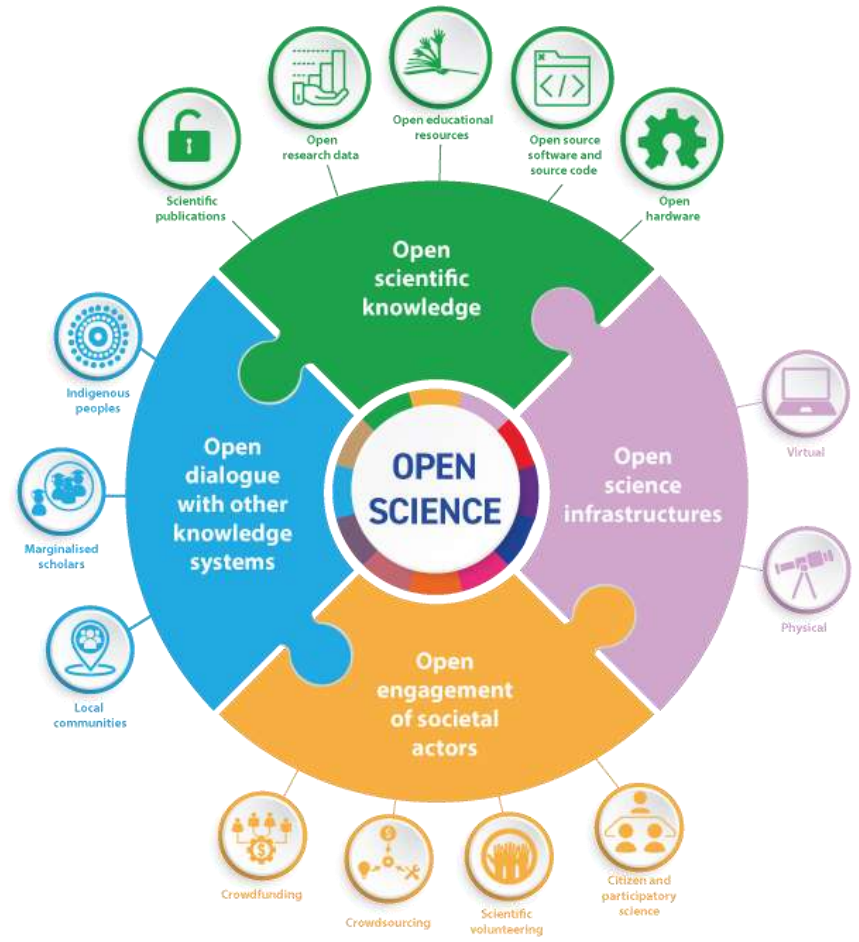 Open educational
resources
Open
research data
Open source
software and
source code
Scientific
publications
Open
hardware
Open
scientific
knowledge
Indigenous
peoples
Marginalised
scholars
Local
communities
Open
dialogue
with other
knowledge
systems
OPEN
SCIENCE
Open
science
infrastructures
Virtual
Physical
Open
engagement
of societal
actors
Crowdfunding
Crowdsourcing
Scientific
volunteering
Citizen and
participatory
science